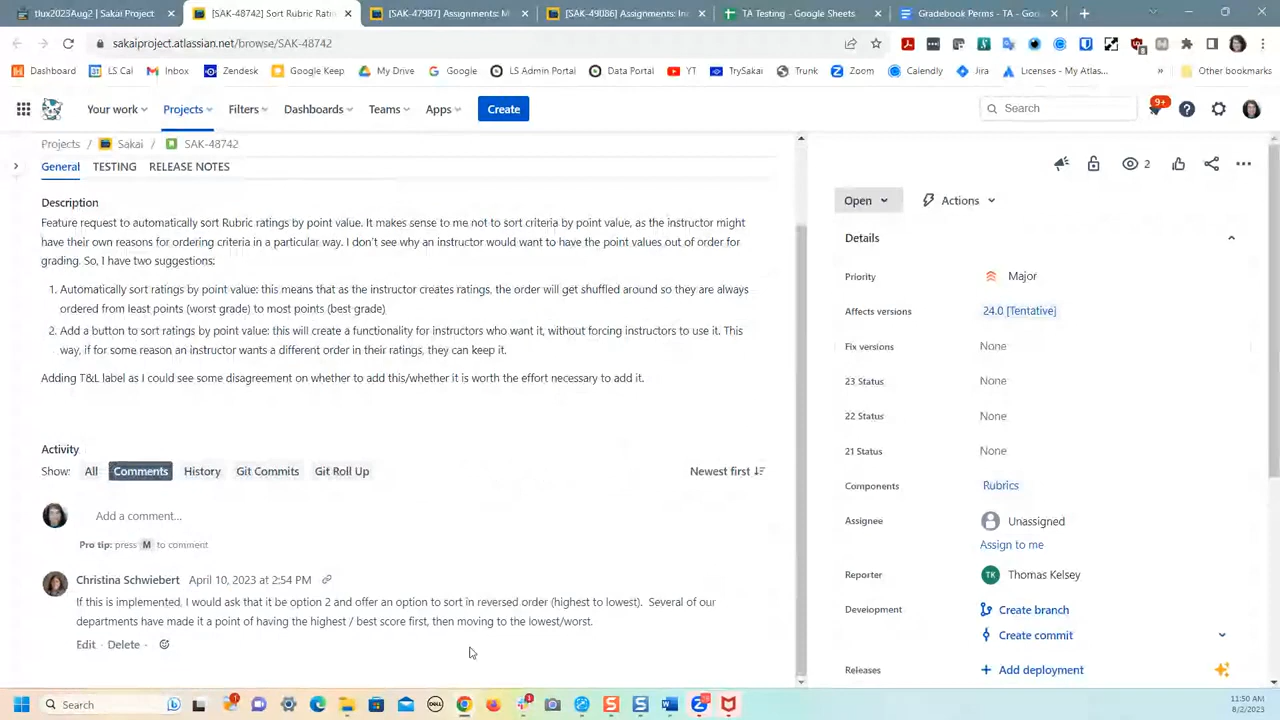 tlux2023Aug2 | Sakai Project
[SAK-48742] Sort Rubric Ratin
[SAK-47987] Assignments: M
[SAK-49086] Assignments: In
TA Testing - Google Sheets
Gradebook Perms - TA - Goog
sakaiproject.atlassian.net/browse/SAK-48742
Dashboard
LS Cal
Inbox
Zendesk
Google Keep
My Drive
Google
LS Admin Portal
Data Portal
YT
TrySakai
Trunk
Zoom
Calendly
Jira
Licenses - My Atlas...
Other bookmarks
Your work
Projects
Filters
Dashboards
Teams
Apps
Create
Search
9+
Projects / Sakai / SAK-48742
General TESTING RELEASE NOTES
Description
Feature request to automatically sort Rubric ratings by point value. It makes sense to me not to sort criteria by point value, as the instructor might
have their own reasons for ordering criteria in a particular way. I don't see why an instructor would want to have the point values out of order for
grading. So, I have two suggestions:
1. Automatically sort ratings by point value: this means that as the instructor creates ratings, the order will get shuffled around so they are always
ordered from least points (worst grade) to most points (best grade)
2. Add a button to sort ratings by point value: this will create a functionality for instructors who want it, without forcing instructors to use it. This
way, if for some reason an instructor wants a different order in their ratings, they can keep it.
Adding T&L label as I could see some disagreement on whether to add this/whether it is worth the effort necessary to add it.
Activity
Show: All Comments History Git Commits Git Roll Up Newest first
Add a comment...
Pro tip: press M to comment
Christina Schwiebert April 10, 2023 at 2:54 PM
If this is implemented, I would ask that it be option 2 and offer an option to sort in reversed order (highest to lowest). Several of our
departments have made it a point of having the highest / best score first, then moving to the lowest/worst.
Edit · Delete ·
2
Open
Actions
Details
Priority Major
Affects versions 24.0 [Tentative]
Fix versions None
23 Status None
22 Status None
21 Status None
Components Rubrics
Assignee Unassigned
Assign to me
Reporter TK Thomas Kelsey
Development Create branch
Create commit
Releases Add deployment
Search
11:50 AM
8/2/2023